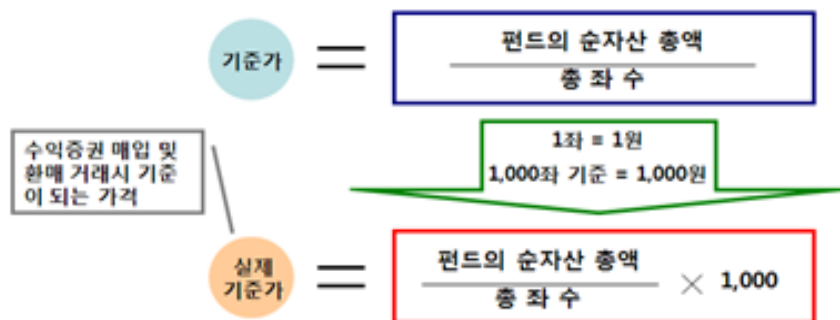 기준가
=
펀드의 순자산 총액
총 좌 수
1좌 = 1원
1,000좌 기준 = 1,000원
수익증권 매입 및
환매 거래시 기준
이 되는 가격
실제
기준가
=
펀드의 순자산 총액
총 좌 수
× 1,000